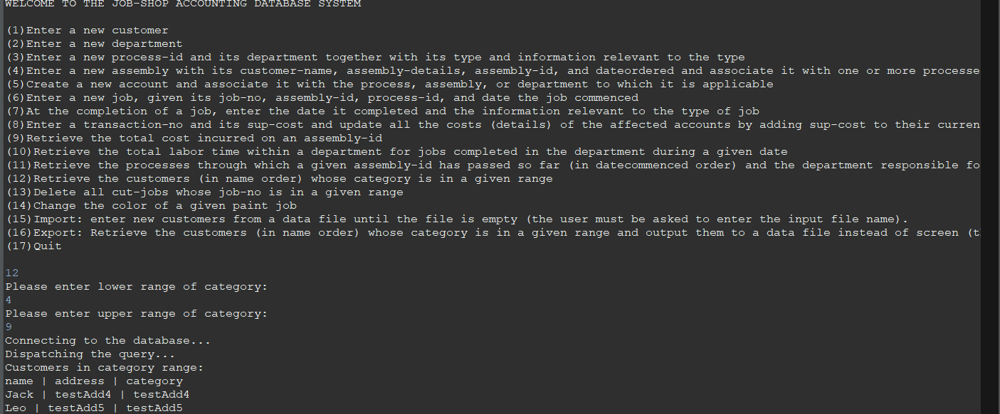 WELCOME TO THE JOB-SHOP ACCOUNTING DATABASE SYSTEM
(1)Enter a new customer
(2)Enter a new department
(3)Enter a new process-id and its department together with its type and information relevant to the type
(4)Enter a new assembly with its customer-name, assembly-details, assembly-id, and dateordered and associate it with one or more processe
(5)Create a new account and associate it with the process, assembly, or department to which it is applicable
(6)Enter a new job, given its job-no, assembly-id, process-id, and date the job commenced
(7)At the completion of a job, enter the date it completed and the information relevant to the type of job
(8)Enter a transaction-no and its sup-cost and update all the costs (details) of the affected accounts by adding sup-cost to their curren
(9)Retrieve the total cost incurred on an assembly-id
(10)Retrieve the total labor time within a department for jobs completed in the department during a given date
(11)Retrieve the processes through which a given assembly-id has passed so far (in datecommenced order) and the department responsible fo
(12)Retrieve the customers (in name order) whose category is in a given range
(13)Delete all cut-jobs whose job-no is in a given range
(14)Change the color of a given paint job
(15)Import: enter new customers from a data file until the file is empty (the user must be asked to enter the input file name).
(16)Export: Retrieve the customers (in name order) whose category is in a given range and output them to a data file instead of screen (t
(17)Quit
12
Please enter lower range of category:
4
Please enter upper range of category:
9
Connecting to the database...
Dispatching the query...
Customers in category range:
name | address | category
Jack | testAdd4 | testAdd4
Leo | testAdd5 | testAdd5